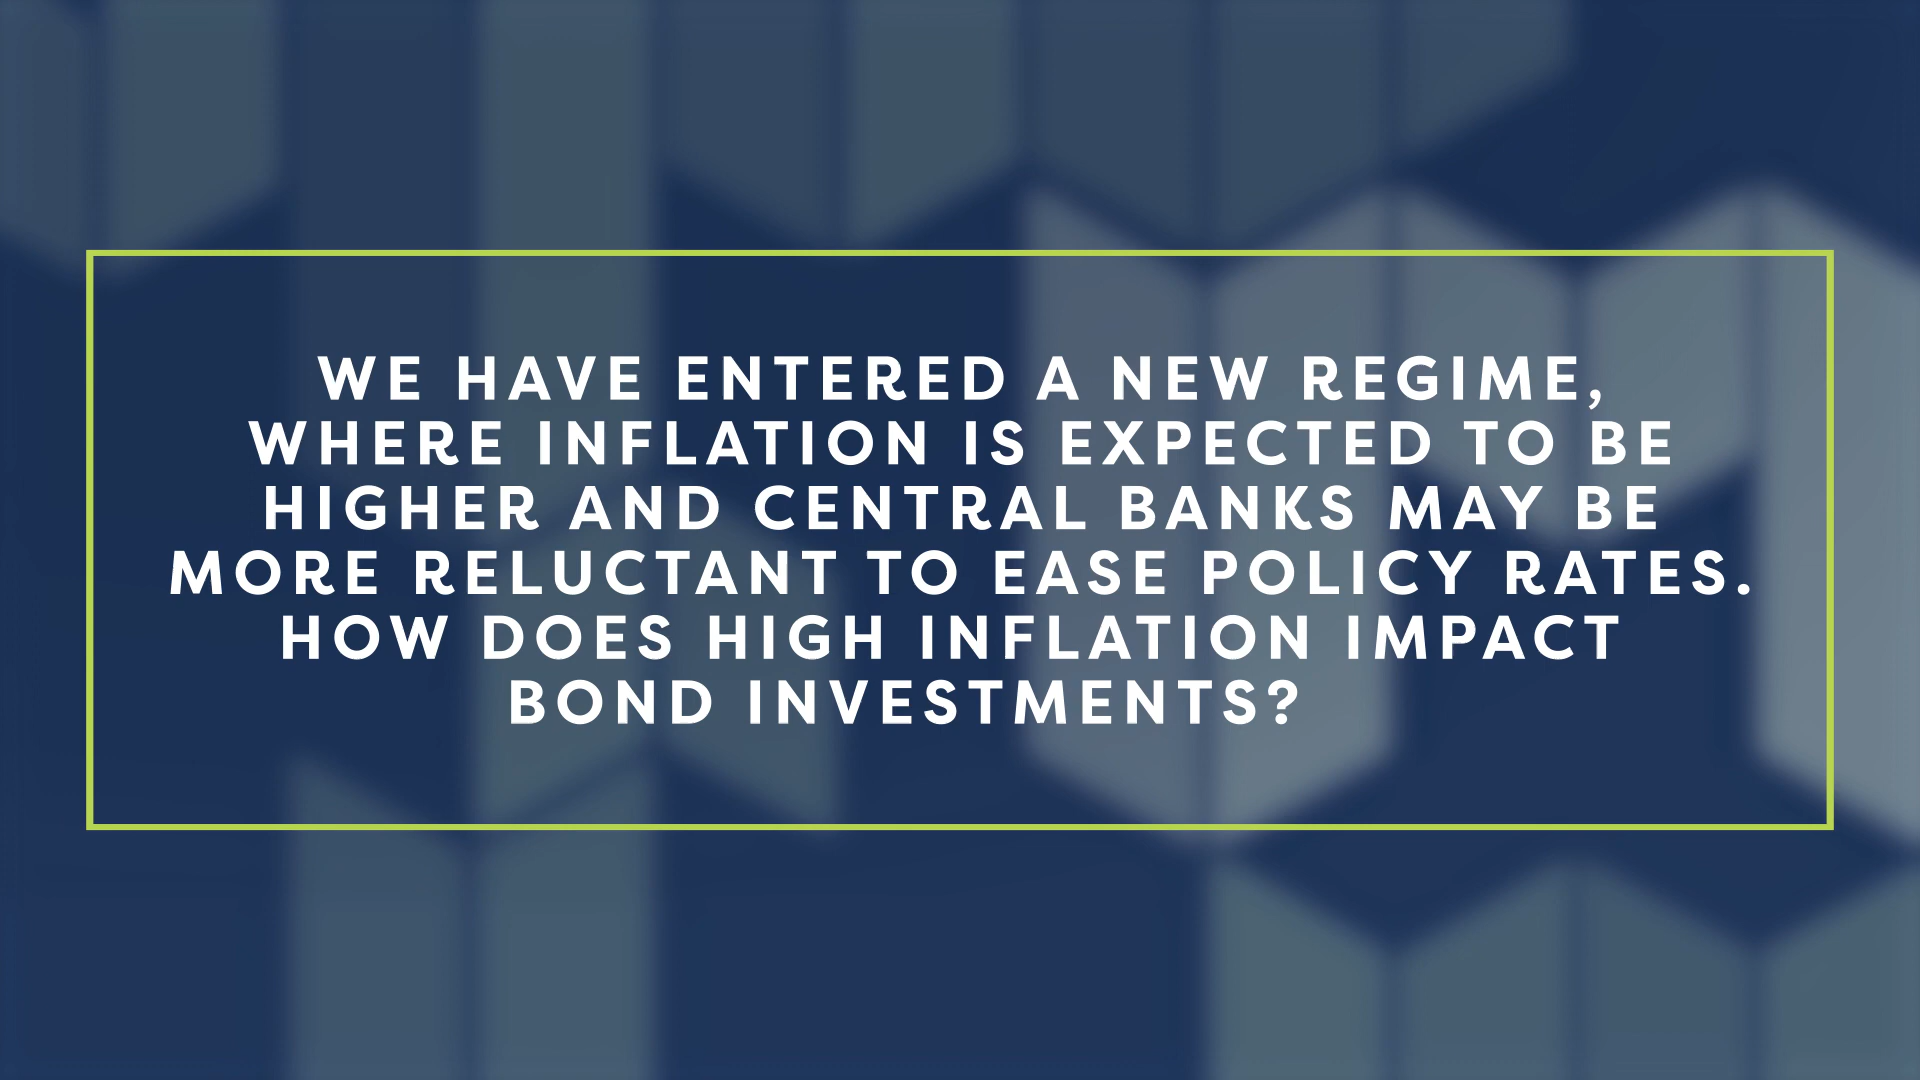 WE HAVE ENTERED A NEW REGIME,
WHERE INFLATION IS EXPECTED TO BE
HIGHER AND CENTRAL BANKS MAY BE
MORE RELUCTANT TO EASE POLICY RATES.
HOW DOES HIGH INFLATION IMPACT
BOND INVESTMENTS?